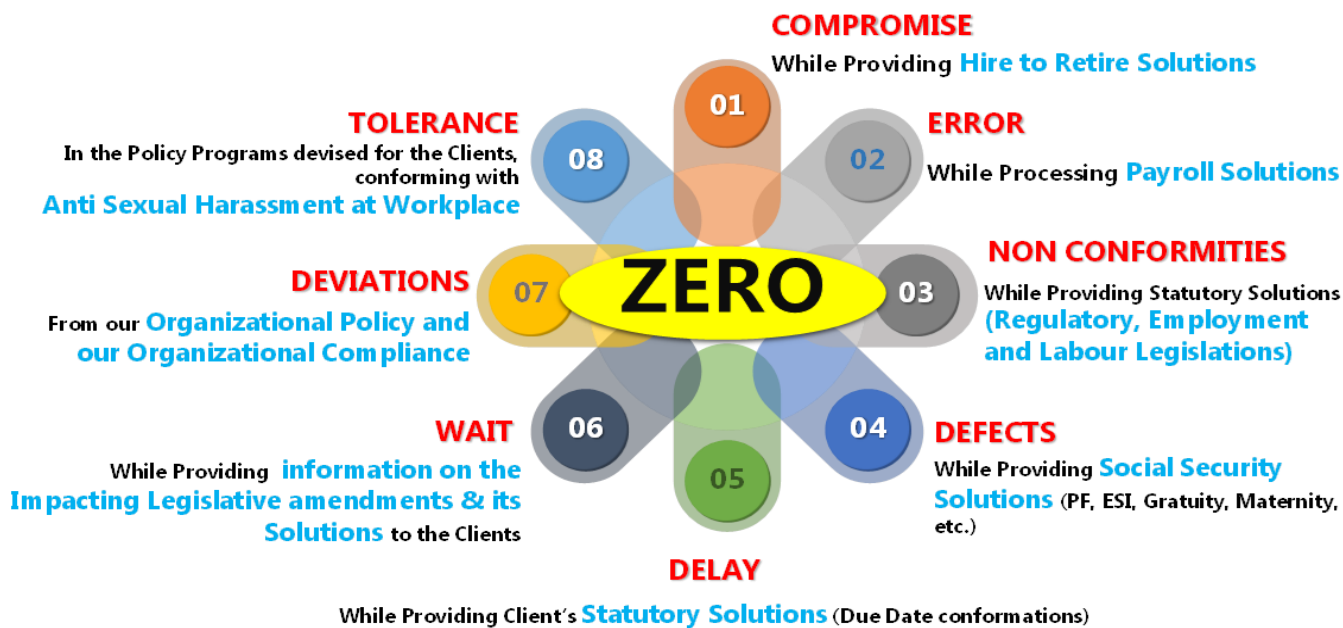 COMPROMISE
While Providing Hire to Retire Solutions
01
ERROR
While Processing Payroll Solutions
02
NON CONFORMITIES
While Providing Statutory Solutions
(Regulatory, Employment
and Labour Legislations)
03
DEFECTS
While Providing Social Security
Solutions (PF, ESI, Gratuity, Maternity,
etc.)
04
DELAY
While Providing Client's Statutory Solutions (Due Date conformations)
05
WAIT
While Providing information on the
Impacting Legislative amendments & its
Solutions to the Clients
06
DEVIATIONS
From our Organizational Policy and
our Organizational Compliance
07
TOLERANCE
In the Policy Programs devised for the Clients,
conforming with
Anti Sexual Harassment at Workplace
08
ZERO